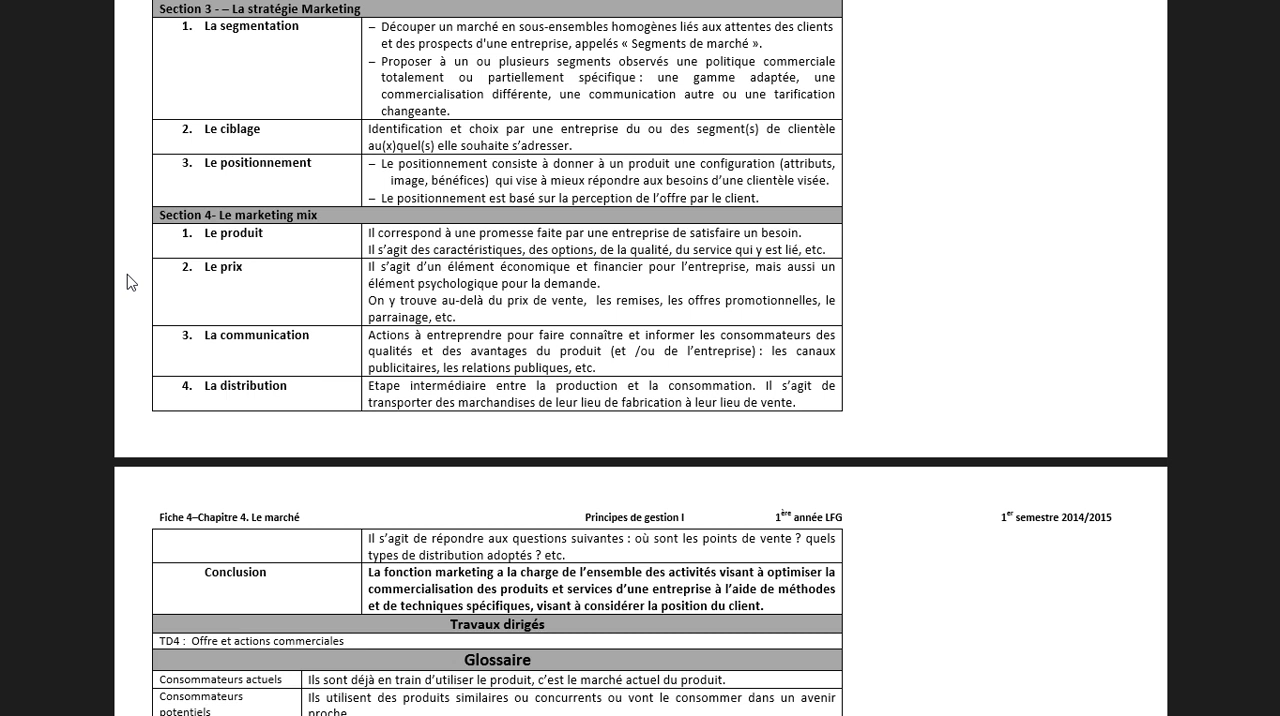 Section 3 - – La stratégie Marketing
1. La segmentation
– Découper un marché en sous-ensembles homogènes liés aux attentes des clients
et des prospects d'une entreprise, appelés « Segments de marché ».
– Proposer à un ou plusieurs segments observés une politique commerciale
totalement ou partiellement spécifique : une gamme adaptée, une
commercialisation différente, une communication autre ou une tarification
changeante.
2. Le ciblage
Identification et choix par une entreprise du ou des segment(s) de clientèle
au(x)quel(s) elle souhaite s’adresser.
3. Le positionnement
– Le positionnement consiste à donner à un produit une configuration (attributs,
image, bénéfices) qui vise à mieux répondre aux besoins d’une clientèle visée.
– Le positionnement est basé sur la perception de l’offre par le client.
Section 4- Le marketing mix
1. Le produit
Il correspond à une promesse faite par une entreprise de satisfaire un besoin.
Il s’agit des caractéristiques, des options, de la qualité, du service qui y est lié, etc.
2. Le prix
Il s’agit d’un élément économique et financier pour l’entreprise, mais aussi un
élément psychologique pour la demande.
On y trouve au-delà du prix de vente, les remises, les offres promotionnelles, le
parrainage, etc.
3. La communication
Actions à entreprendre pour faire connaître et informer les consommateurs des
qualités et des avantages du produit (et /ou de l’entreprise) : les canaux
publicitaires, les relations publiques, etc.
4. La distribution
Etape intermédiaire entre la production et la consommation. Il s’agit de
transporter des marchandises de leur lieu de fabrication à leur lieu de vente.
Fiche 4–Chapitre 4. Le marché Principes de gestion I 1ère année LFG 1er semestre 2014/2015
Il s’agit de répondre aux questions suivantes : où sont les points de vente ? quels
types de distribution adoptés ? etc.
Conclusion
La fonction marketing a la charge de l’ensemble des activités visant à optimiser la
commercialisation des produits et services d’une entreprise à l’aide de méthodes
et de techniques spécifiques, visant à considérer la position du client.
Travaux dirigés
TD4 : Offre et actions commerciales
Glossaire
Consommateurs actuels
Ils sont déjà en train d’utiliser le produit, c’est le marché actuel du produit.
Consommateurs
potentiels
Ils utilisent des produits similaires ou concurrents ou vont le consommer dans un avenir
proche